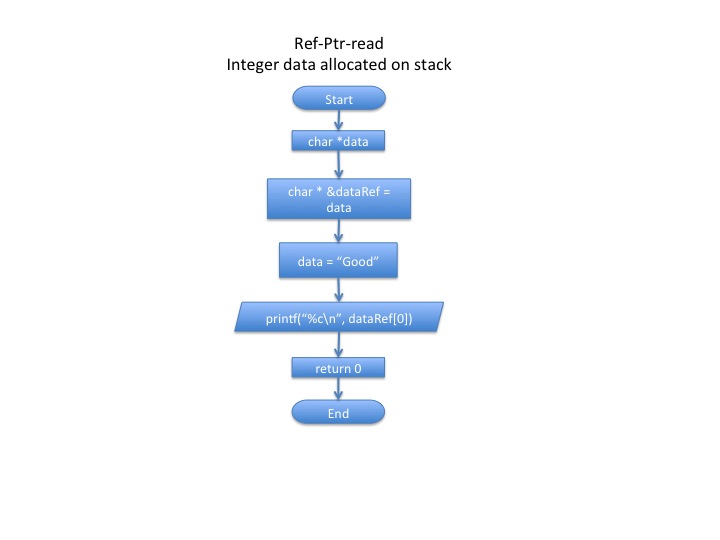 Ref-Ptr-read
Integer data allocated on stack
Start
char *data
char * &dataRef =
data
data = “Good”
printf(“%c\n”, dataRef[0])
return 0
End